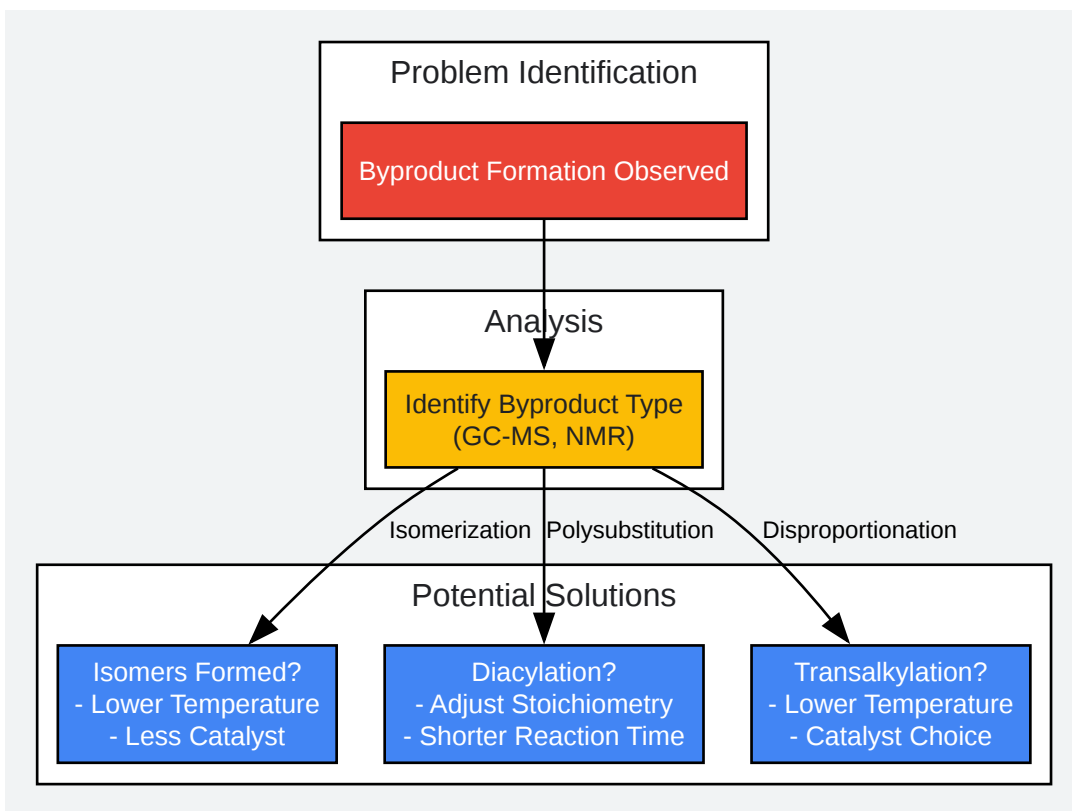 Problem Identification
Byproduct Formation Observed
Analysis
Identify Byproduct Type
(GC-MS, NMR)
Isomerization
Polysubstitution
Disproportionation
Potential Solutions
Isomers Formed?
- Lower Temperature
- Less Catalyst
Diacylation?
- Adjust Stoichiometry
- Shorter Reaction Time
Transalkylation?
- Lower Temperature
- Catalyst Choice